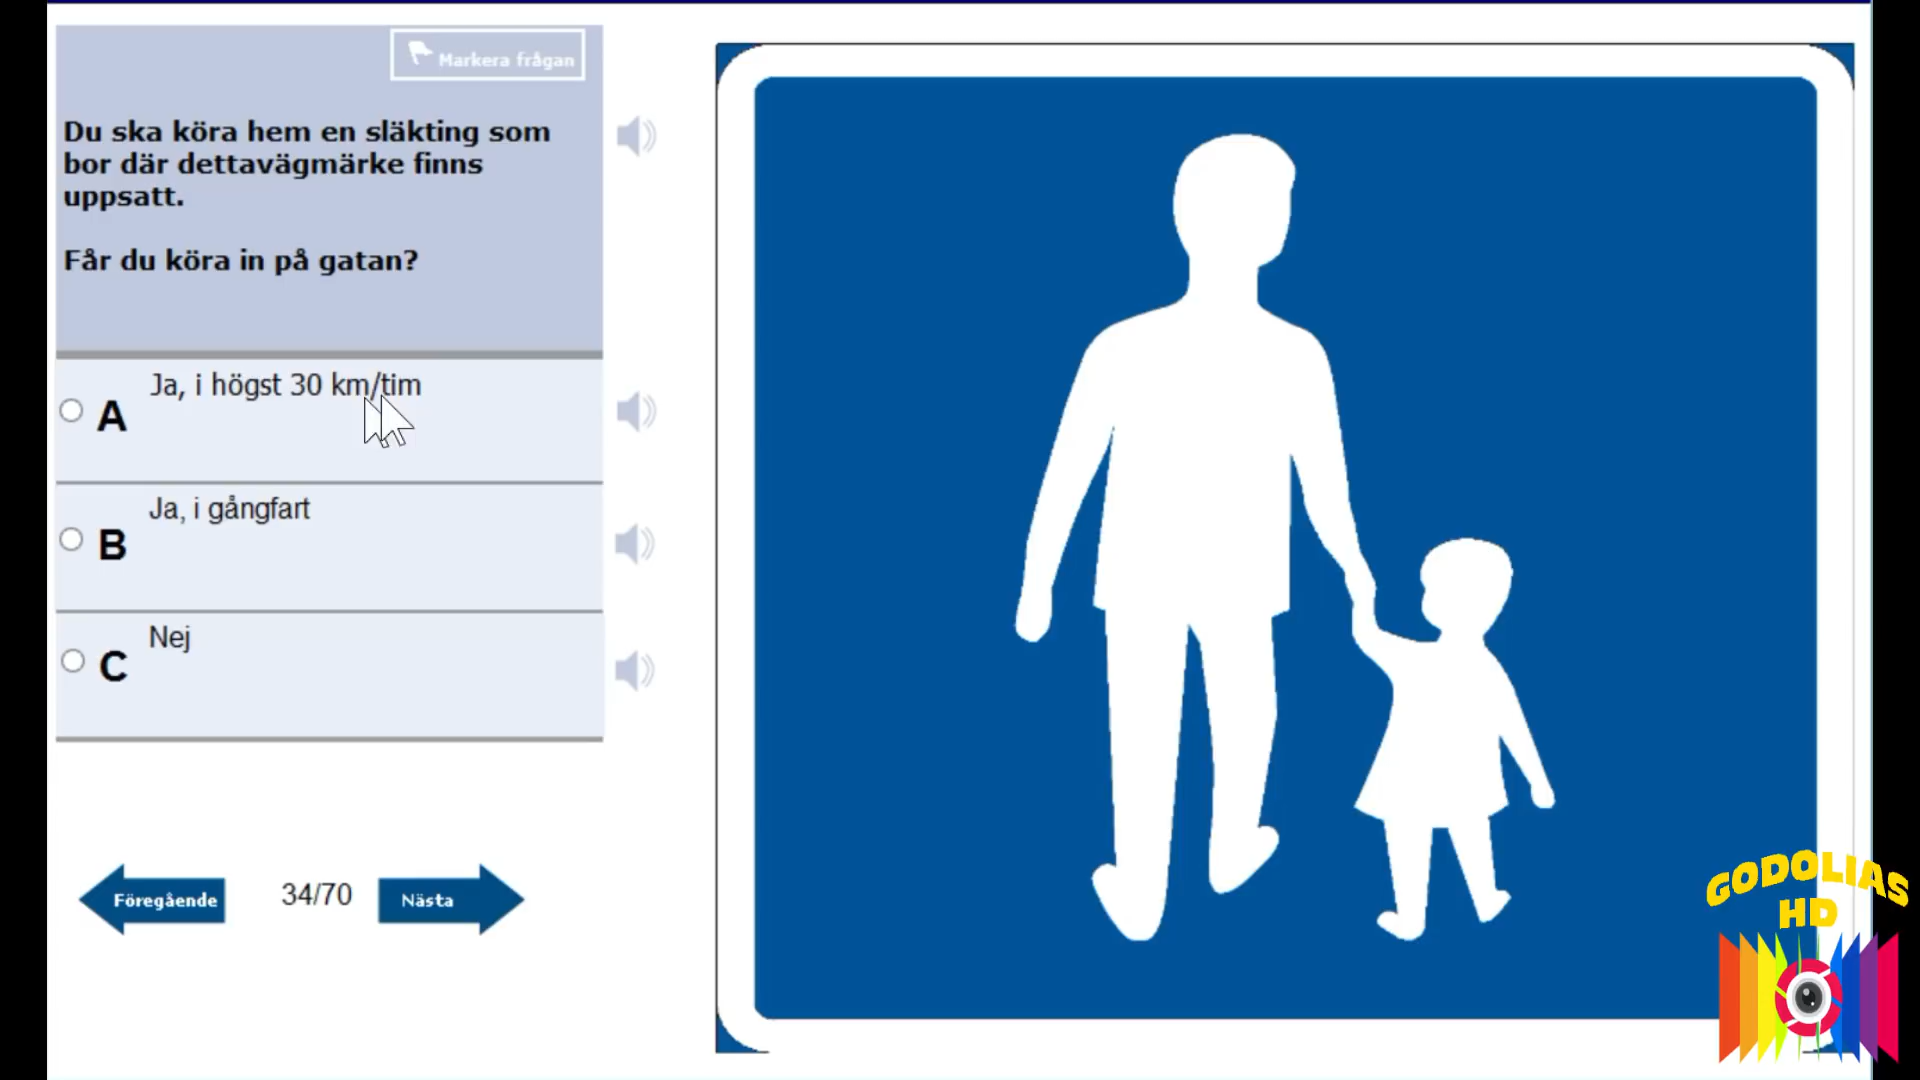 Markera frågan
Du ska köra hem en släkting som
bor där dettavägmärke finns
uppsatt.
Får du köra in på gatan?
A
Ja, i högst 30 km/tim
B
Ja, i gångfart
C
Nej
Föregående
34/70
Nästa
GODOLIAS
HD